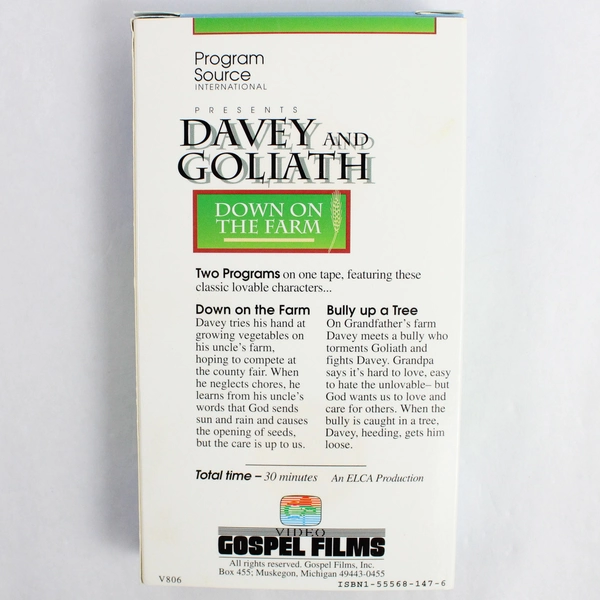 Program
Source
INTERNATIONAL
PRESENTS
DAVEY AND
GOLIATH
DOWN ON
THE FARM
Two Programs on one tape, featuring these
classic lovable characters...
Down on the Farm
Davey tries his hand at
growing vegetables on
his uncle's farm,
hoping to compete at
the county fair. When
he neglects chores, he
learns from his uncle's
words that God sends
sun and rain and causes
the opening of seeds,
but the care is up to us.
Bully up a Tree
On Grandfather's farm
Davey meets a bully who
torments Goliath and
fights Davey. Grandpa
says it's hard to love, easy
to hate the unlovable– but
God wants us to love and
care for others. When the
bully is caught in a tree,
Davey, heeding, gets him
loose.
Total time – 30 minutes An ELCA Production
VIDEO
GOSPEL FILMS
All rights reserved. Gospel Films, Inc.
Box 455; Muskegon, Michigan 49443-0455
V806
ISBN1-55568-147-6